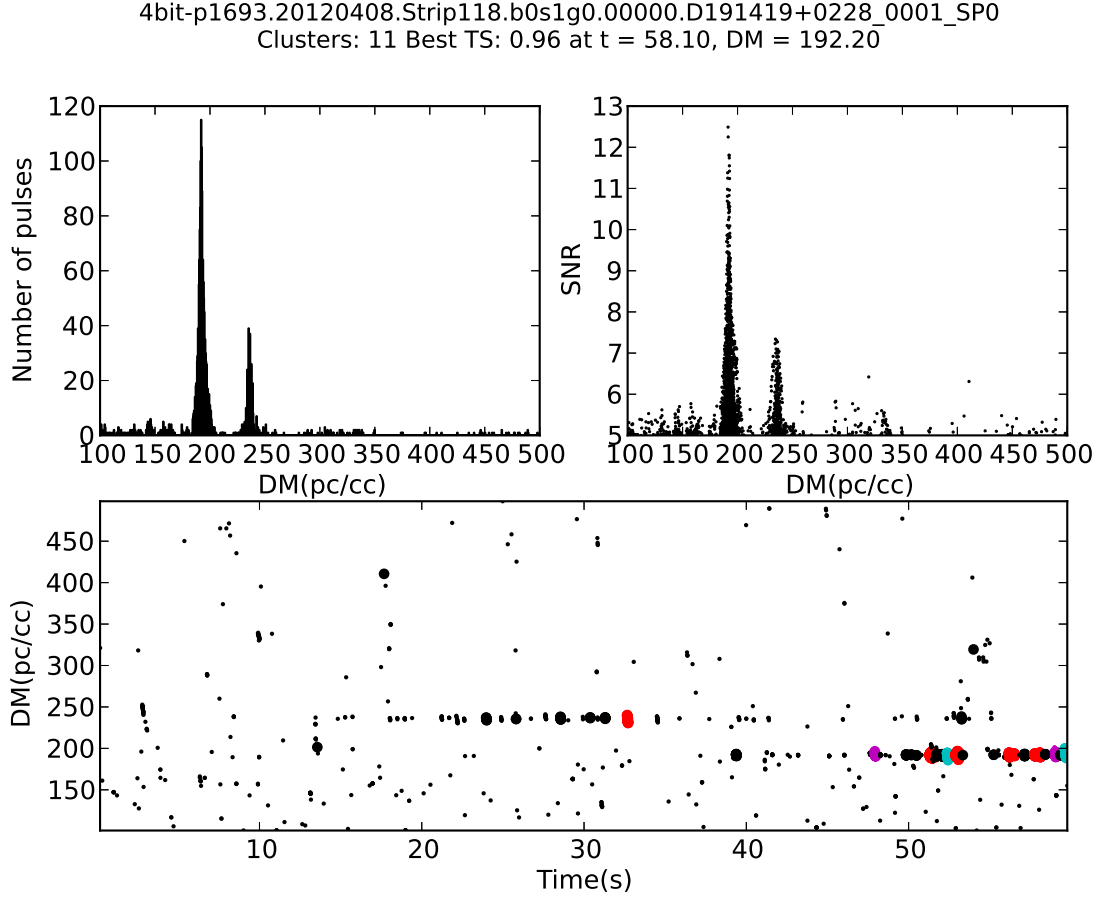 4bit-p1693.20120408.Strip118.b0s1g0.00000.D191419+0228_0001_SP0
Clusters: 11 Best TS: 0.96 at t = 58.10, DM = 192.20
120
100
80
60
40
20
0
Number of pulses
100 150 200 250 300 350 400 450 500
DM(pc/cc)
13
12
11
10
9
8
7
6
5
SNR
100 150 200 250 300 350 400 450 500
DM(pc/cc)
450
400
350
300
250
200
150
DM(pc/cc)
10 20 30 40 50
Time(s)